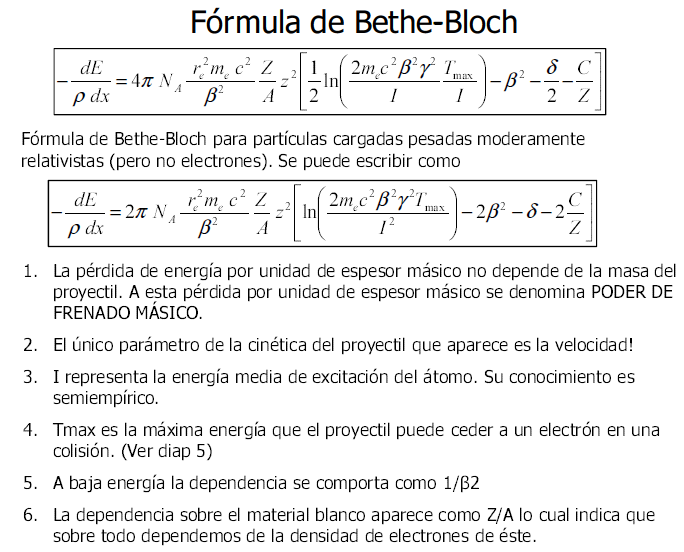 Fórmula de Bethe-Bloch
- dE / ρ dx = 4π N_A (r_e² m_e c² / β²) (Z / A) z² [ (1/2) ln( (2m_e c² β² γ² / I) (T_max / I) ) - β² - δ/2 - C/Z ]
Fórmula de Bethe-Bloch para partículas cargadas pesadas moderamente
relativistas (pero no electrones). Se puede escribir como
- dE / ρ dx = 2π N_A (r_e² m_e c² / β²) (Z / A) z² [ ln( 2m_e c² β² γ² T_max / I² ) - 2β² - δ - 2 C/Z ]
1. La pérdida de energía por unidad de espesor másico no depende de la masa del
proyectil. A esta pérdida por unidad de espesor másico se denomina PODER DE
FRENADO MÁSICO.
2. El único parámetro de la cinética del proyectil que aparece es la velocidad!
3. I representa la energía media de excitación del átomo. Su conocimiento es
semiempírico.
4. Tmax es la máxima energía que el proyectil puede ceder a un electrón en una
colisión. (Ver diap 5)
5. A baja energía la dependencia se comporta como 1/β2
6. La dependencia sobre el material blanco aparece como Z/A lo cual indica que
sobre todo dependemos de la densidad de electrones de éste.